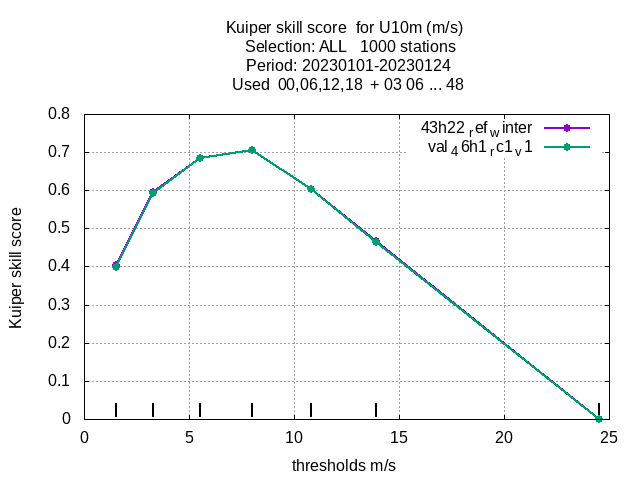 Kuiper skill score  for U10m (m/s)
Selection: ALL   1000 stations
Period: 20230101-20230124
Used  00,06,12,18  + 03 06 ... 48
43h22refwinter
val46h1rc1v1
0.8
0.7
0.6
0.5
0.4
0.3
0.2
0.1
0
Kuiper skill score
0 5 10 15 20 25
thresholds m/s